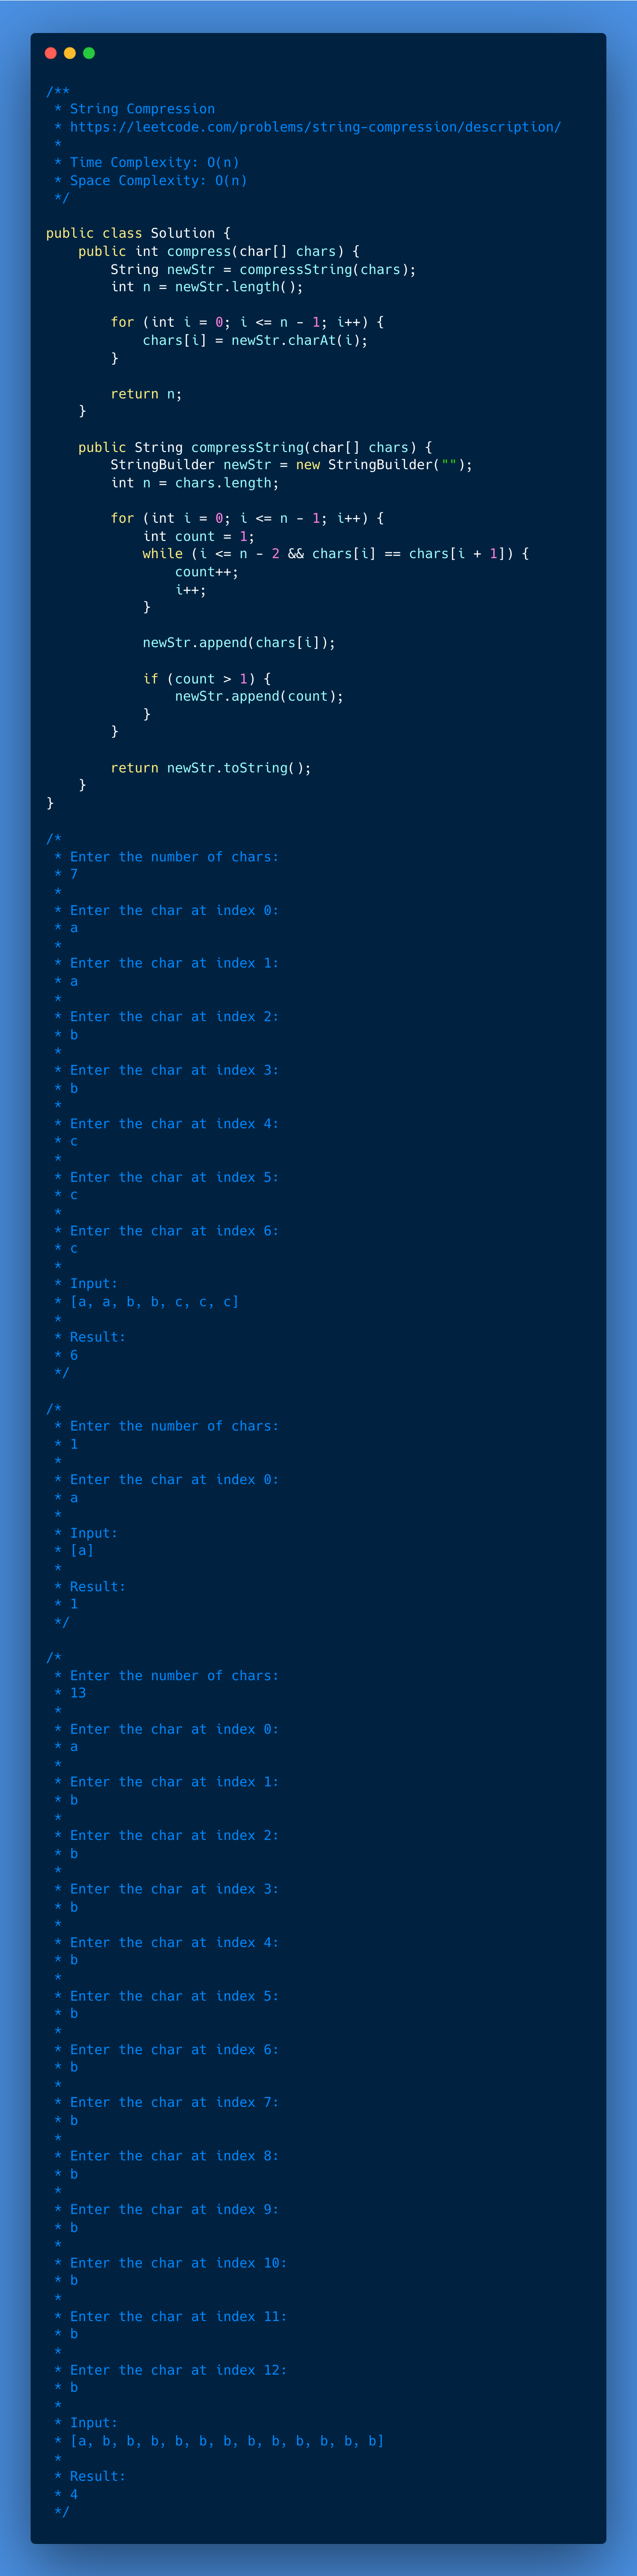 /**
 * String Compression
 * https://leetcode.com/problems/string-compression/description/
 *
 * Time Complexity: O(n)
 * Space Complexity: O(n)
 */

public class Solution {
    public int compress(char[] chars) {
        String newStr = compressString(chars);
        int n = newStr.length();

        for (int i = 0; i <= n - 1; i++) {
            chars[i] = newStr.charAt(i);
        }

        return n;
    }

    public String compressString(char[] chars) {
        StringBuilder newStr = new StringBuilder("");
        int n = chars.length;

        for (int i = 0; i <= n - 1; i++) {
            int count = 1;
            while (i <= n - 2 && chars[i] == chars[i + 1]) {
                count++;
                i++;
            }

            newStr.append(chars[i]);

            if (count > 1) {
                newStr.append(count);
            }
        }

        return newStr.toString();
    }
}

/*
 * Enter the number of chars:
 * 7
 *
 * Enter the char at index 0:
 * a
 *
 * Enter the char at index 1:
 * a
 *
 * Enter the char at index 2:
 * b
 *
 * Enter the char at index 3:
 * b
 *
 * Enter the char at index 4:
 * c
 *
 * Enter the char at index 5:
 * c
 *
 * Enter the char at index 6:
 * c
 *
 * Input:
 * [a, a, b, b, c, c, c]
 *
 * Result:
 * 6
 */

/*
 * Enter the number of chars:
 * 1
 *
 * Enter the char at index 0:
 * a
 *
 * Input:
 * [a]
 *
 * Result:
 * 1
 */

/*
 * Enter the number of chars:
 * 13
 *
 * Enter the char at index 0:
 * a
 *
 * Enter the char at index 1:
 * b
 *
 * Enter the char at index 2:
 * b
 *
 * Enter the char at index 3:
 * b
 *
 * Enter the char at index 4:
 * b
 *
 * Enter the char at index 5:
 * b
 *
 * Enter the char at index 6:
 * b
 *
 * Enter the char at index 7:
 * b
 *
 * Enter the char at index 8:
 * b
 *
 * Enter the char at index 9:
 * b
 *
 * Enter the char at index 10:
 * b
 *
 * Enter the char at index 11:
 * b
 *
 * Enter the char at index 12:
 * b
 *
 * Input:
 * [a, b, b, b, b, b, b, b, b, b, b, b, b]
 *
 * Result:
 * 4
 */